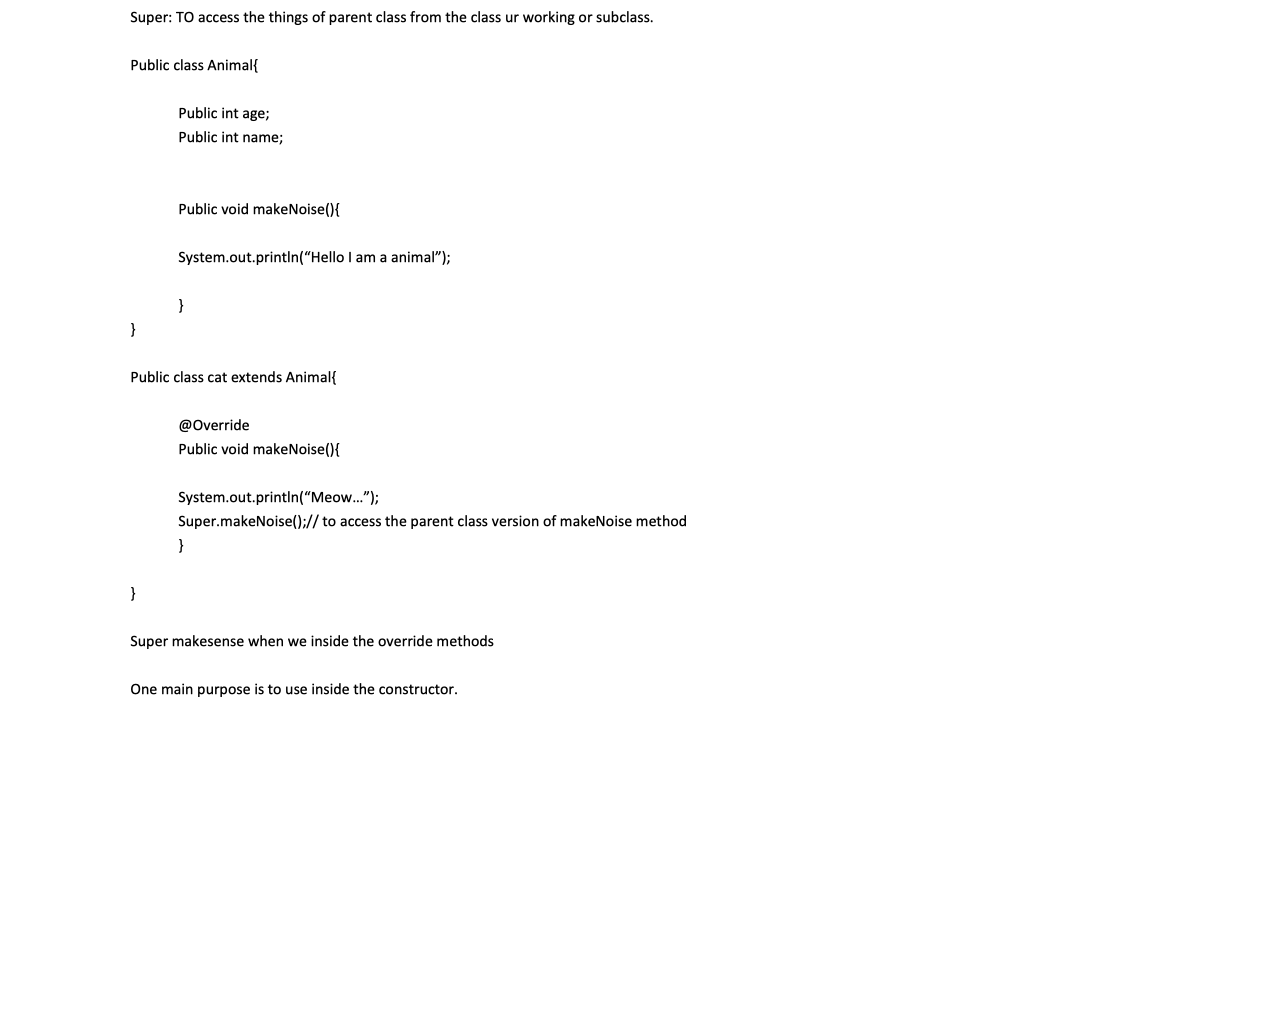 Super: TO access the things of parent class from the class ur working or subclass.
Public class Animal{
Public int age;
Public int name;
Public void makeNoise(){
System.out.println(“Hello I am a animal”);
}
}
Public class cat extends Animal{
@Override
Public void makeNoise(){
System.out.println(“Meow…”);
Super.makeNoise();// to access the parent class version of makeNoise method
}
}
Super makesense when we inside the override methods
One main purpose is to use inside the constructor.